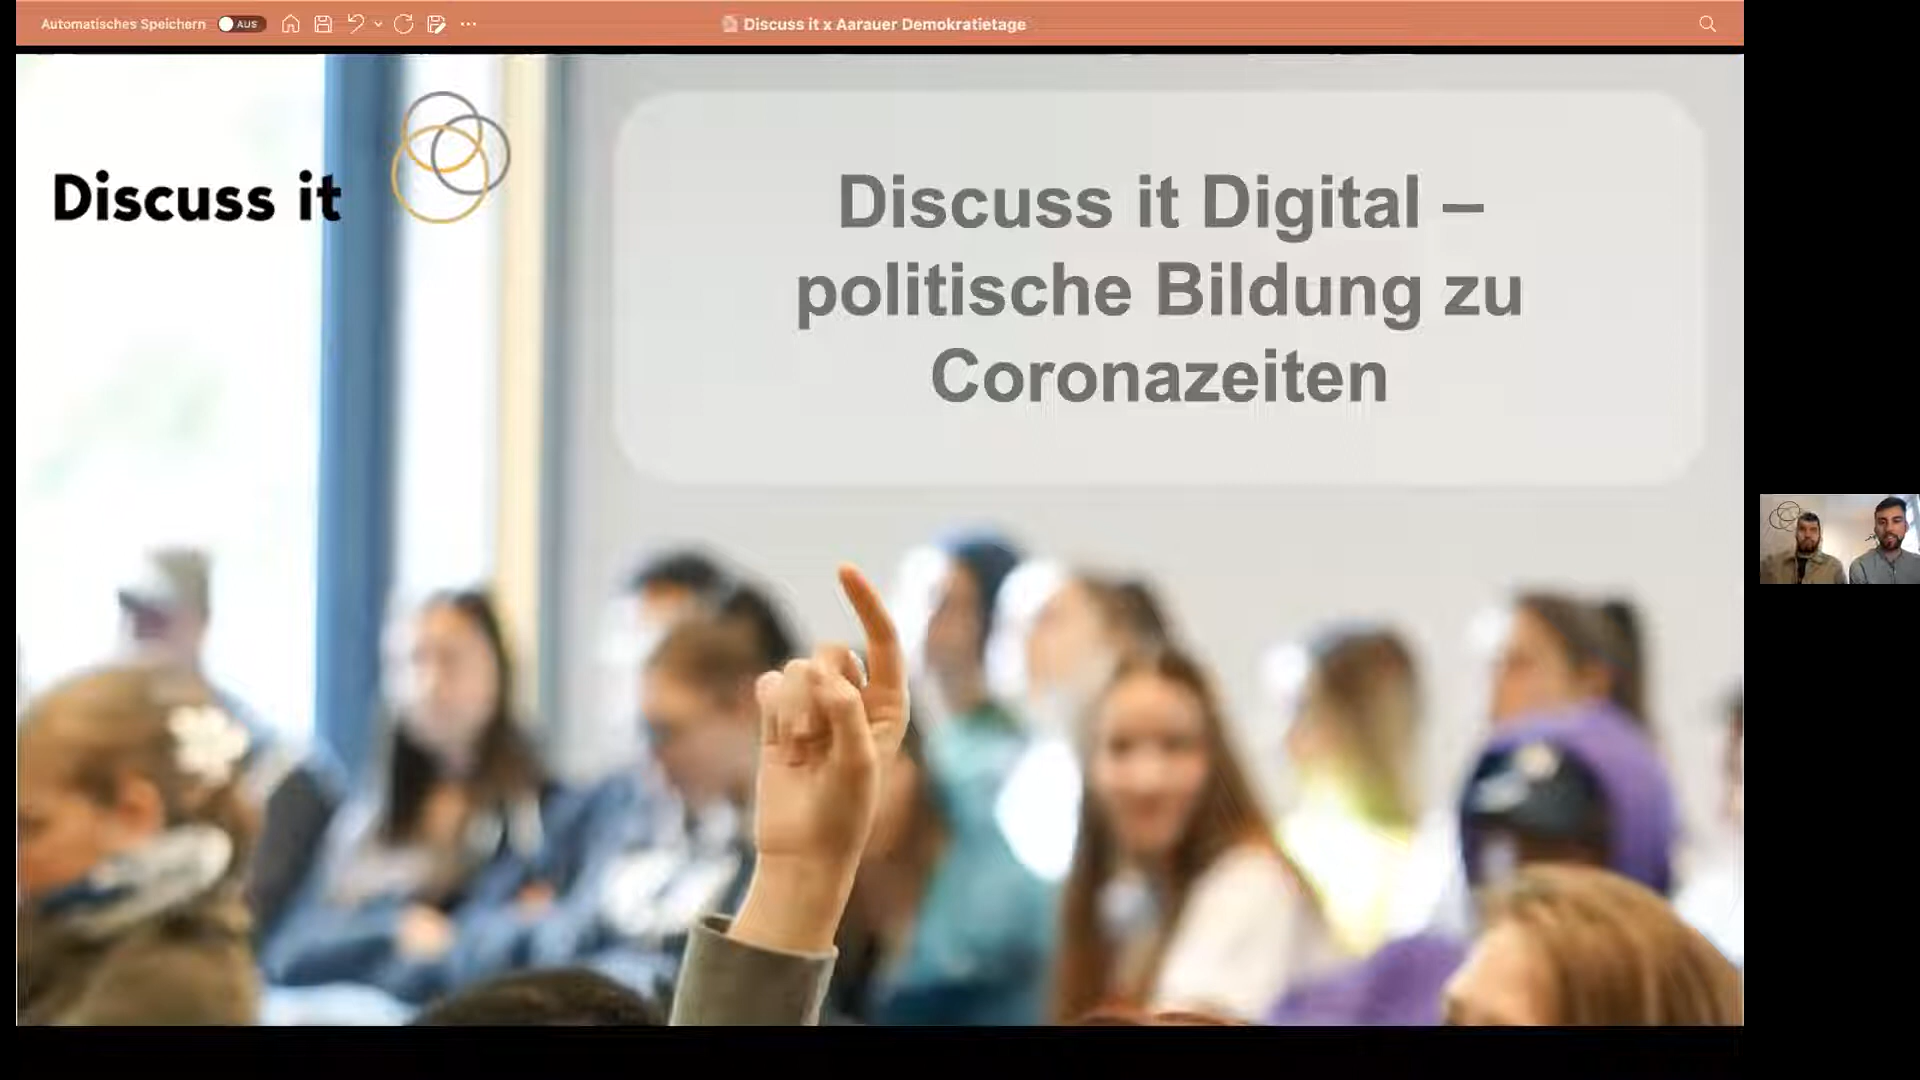 Automatisches Speichern AUS
Discuss it x Aarauer Demokratietage
Discuss it
Discuss it Digital –
politische Bildung zu
Coronazeiten